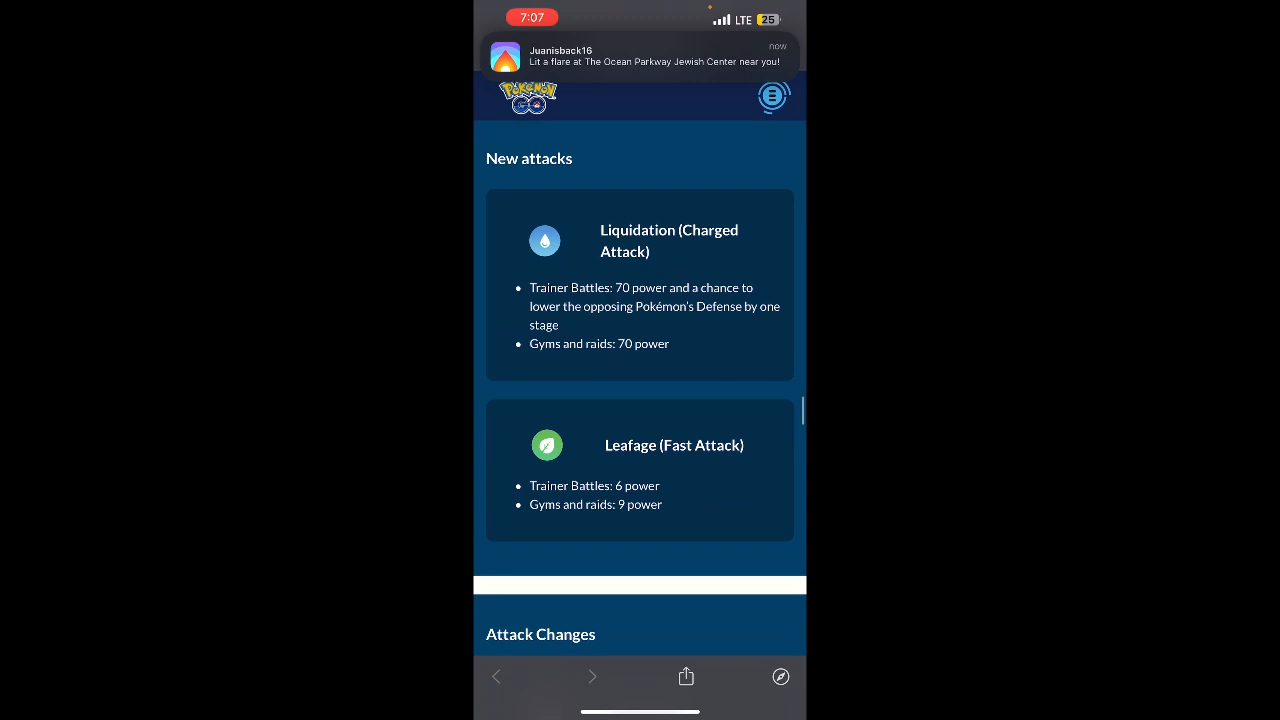 7:07
LTE 25
Juanisback16
now
Lit a flare at The Ocean Parkway Jewish Center near you!
POKÉMON
GO
New attacks
Liquidation (Charged
Attack)
• Trainer Battles: 70 power and a chance to
lower the opposing Pokémon's Defense by one
stage
• Gyms and raids: 70 power
Leafage (Fast Attack)
• Trainer Battles: 6 power
• Gyms and raids: 9 power
Attack Changes